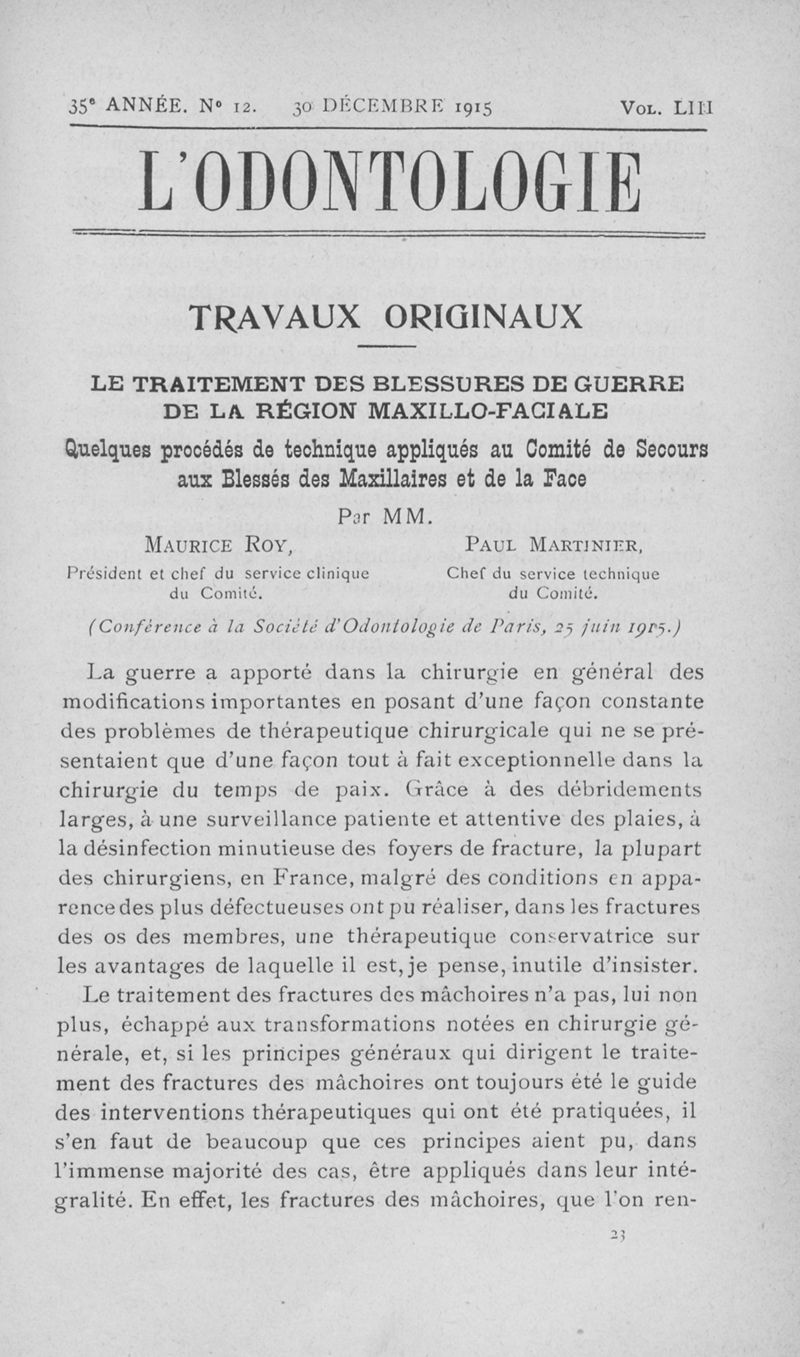 35e ANNÉE. No 12. 30 DÉCEMBRE 1915 VOL. LIII
L'ODONTOLOGIE
TRAVAUX ORIGINAUX
LE TRAITEMENT DES BLESSURES DE GUERRE
DE LA RÉGION MAXILLO-FACIALE
Quelques procédés de technique appliqués au Comité de Secours
aux Blessés des Maxillaires et de la Face
Par MM.
MAURICE ROY, PAUL MARTINIER,
Président et chef du service clinique Chef du service technique
du Comité. du Comité.
(Conférence à la Société d'Odontologie de Paris, 25 juin 1915.)
La guerre a apporté dans la chirurgie en général des
modifications importantes en posant d'une façon constante
des problèmes de thérapeutique chirurgicale qui ne se pré-
sentaient que d'une façon tout à fait exceptionnelle dans la
chirurgie du temps de paix. Grâce à des débridements
larges, à une surveillance patiente et attentive des plaies, à
la désinfection minutieuse des foyers de fracture, la plupart
des chirurgiens, en France, malgré des conditions en appa-
rence des plus défectueuses ont pu réaliser, dans les fractures
des os des membres, une thérapeutique conservatrice sur
les avantages de laquelle il est, je pense, inutile d'insister.
Le traitement des fractures des mâchoires n'a pas, lui non
plus, échappé aux transformations notées en chirurgie gé-
nérale, et, si les principes généraux qui dirigent le traite-
ment des fractures des mâchoires ont toujours été le guide
des interventions thérapeutiques qui ont été pratiquées, il
s'en faut de beaucoup que ces principes aient pu, dans
l'immense majorité des cas, être appliqués dans leur inté-
gralité. En effet, les fractures des mâchoires, que l'on ren-
23